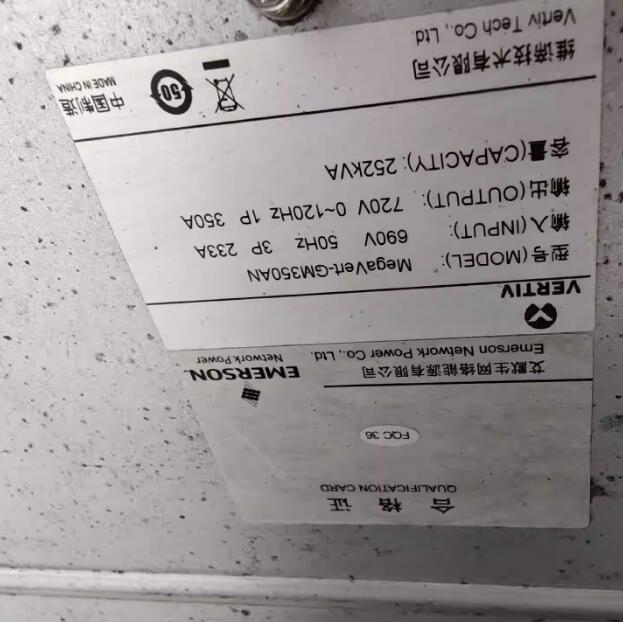 合 格 证
QUALIFICATION CARD
FQC 36
EMERSON
Network Power
艾默生网络能源有限公司
Emerson Network Power Co., Ltd.
VERTIV
型号(MODEL): MegaVert-GM350AN
输入(INPUT): 690V 50Hz 3P 233A
输出(OUTPUT): 720V 0~120Hz 1P 350A
容量(CAPACITY): 252KVA
维谛技术有限公司
Vertiv Tech Co., Ltd.
50
中国制造
MADE IN CHINA